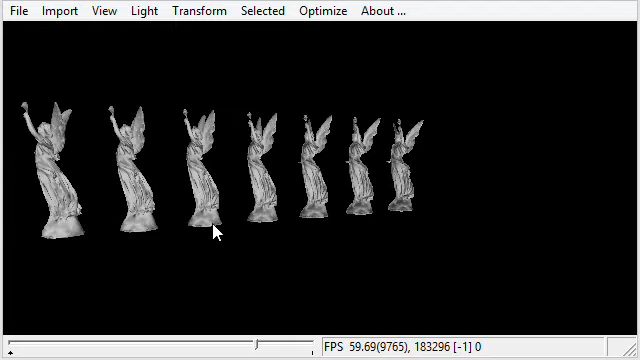 File Import View Light Transform Selected Optimize About ...
FPS 59.69(9765), 183296 [-1] 0